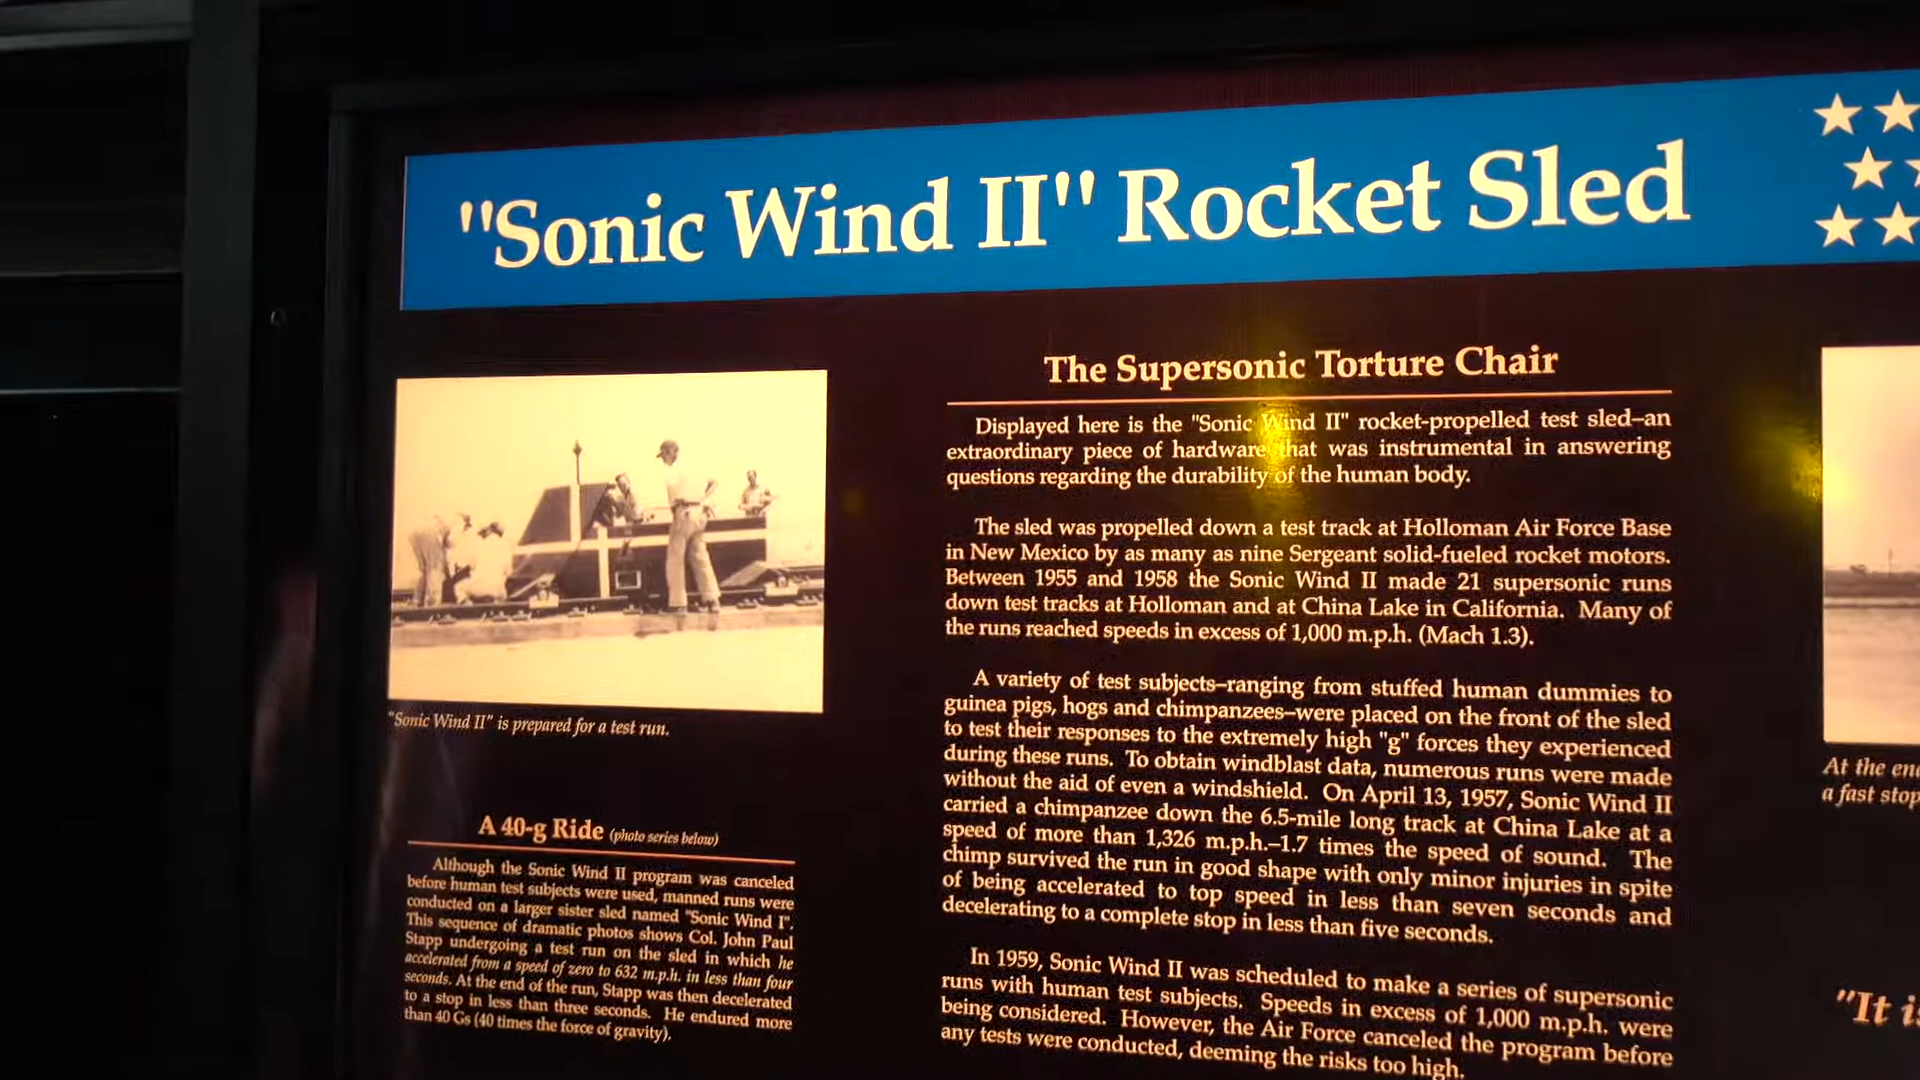 "Sonic Wind II" Rocket Sled
The Supersonic Torture Chair
Displayed here is the "Sonic Wind II" rocket-propelled test sled–an
extraordinary piece of hardware that was instrumental in answering
questions regarding the durability of the human body.
The sled was propelled down a test track at Holloman Air Force Base
in New Mexico by as many as nine Sergeant solid-fueled rocket motors.
Between 1955 and 1958 the Sonic Wind II made 21 supersonic runs
down test tracks at Holloman and at China Lake in California. Many of
the runs reached speeds in excess of 1,000 m.p.h. (Mach 1.3).
A variety of test subjects–ranging from stuffed human dummies to
guinea pigs, hogs and chimpanzees–were placed on the front of the sled
to test their responses to the extremely high "g" forces they experienced
during these runs. To obtain windblast data, numerous runs were made
without the aid of even a windshield. On April 13, 1957, Sonic Wind II
carried a chimpanzee down the 6.5-mile long track at China Lake at a
speed of more than 1,326 m.p.h.–1.7 times the speed of sound. The
chimp survived the run in good shape with only minor injuries in spite
of being accelerated to top speed in less than seven seconds and
decelerating to a complete stop in less than five seconds.
In 1959, Sonic Wind II was scheduled to make a series of supersonic
runs with human test subjects. Speeds in excess of 1,000 m.p.h. were
being considered. However, the Air Force canceled the program before
any tests were conducted, deeming the risks too high.
"Sonic Wind II" is prepared for a test run.
A 40-g Ride (photo series below)
Although the Sonic Wind II program was canceled
before human test subjects were used, manned runs were
conducted on a larger sister sled named "Sonic Wind I".
This sequence of dramatic photos shows Col. John Paul
Stapp undergoing a test run on the sled in which he
accelerated from a speed of zero to 632 m.p.h. in less than four
seconds. At the end of the run, Stapp was then decelerated
to a stop in less than three seconds. He endured more
than 40 Gs (40 times the force of gravity).
At the end
a fast stop
"It is